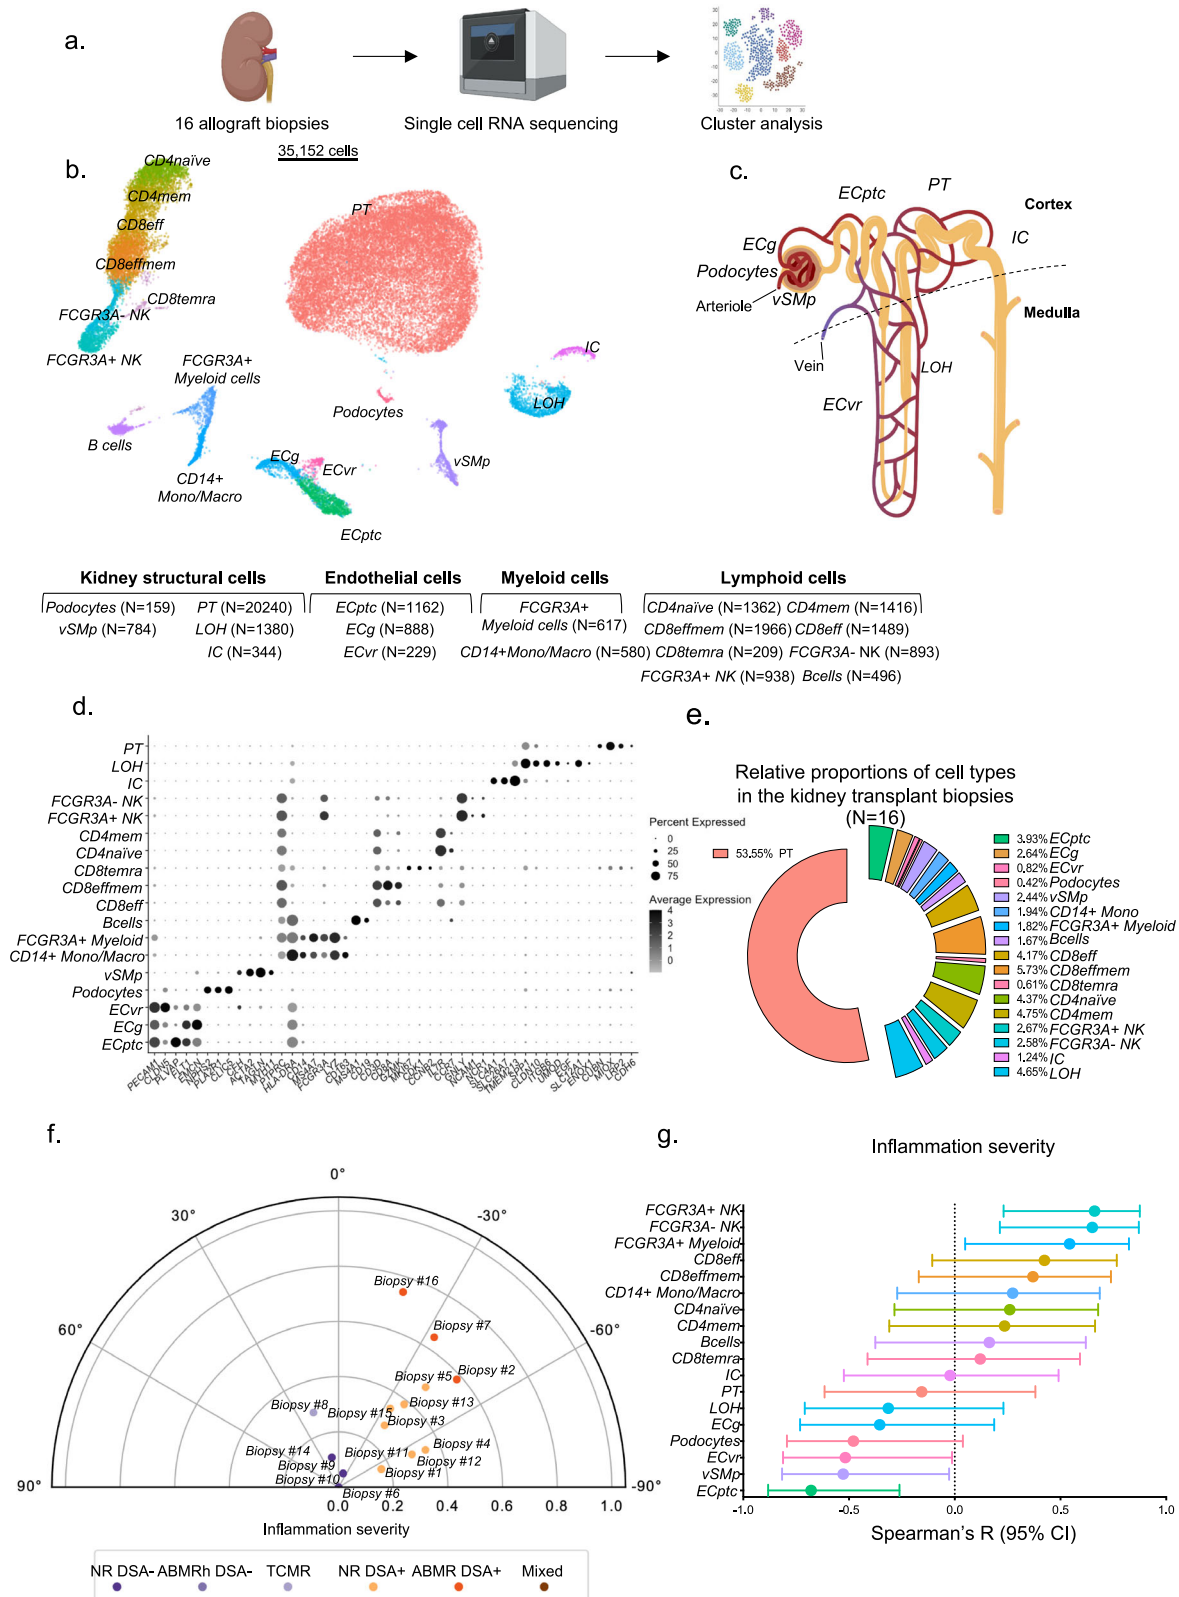 a.
16 allograft biopsies
Single cell RNA sequencing
Cluster analysis
b.
35,152 cells
CD4naïve
CD4mem
CD8eff
CD8effmem
CD8temra
FCGR3A- NK
FCGR3A+ NK
FCGR3A+
Myeloid cells
B cells
CD14+
Mono/Macro
PT
Podocytes
IC
LOH
vSMp
ECg
ECvr
ECptc
c.
ECptc
PT
Cortex
ECg
IC
Podocytes
vSMp
Arteriole
Medulla
Vein
LOH
ECvr
Kidney structural cells
Endothelial cells
Myeloid cells
Lymphoid cells
Podocytes (N=159)
PT (N=20240)
ECptc (N=1162)
FCGR3A+
CD4naïve (N=1362)
CD4mem (N=1416)
vSMp (N=784)
LOH (N=1380)
ECg (N=888)
Myeloid cells (N=617)
CD8effmem (N=1966)
CD8eff (N=1489)
IC (N=344)
ECvr (N=229)
CD14+Mono/Macro (N=580)
CD8temra (N=209)
FCGR3A- NK (N=893)
FCGR3A+ NK (N=938)
Bcells (N=496)
d.
PT
LOH
IC
FCGR3A- NK
FCGR3A+ NK
CD4mem
CD4naïve
CD8temra
CD8effmem
CD8eff
Bcells
FCGR3A+ Myeloid
CD14+ Mono/Macro
vSMp
Podocytes
ECvr
ECg
ECptc
Percent Expressed
0
25
50
75
Average Expression
4
3
2
1
0
e.
Relative proportions of cell types
in the kidney transplant biopsies
(N=16)
53.55% PT
3.93% ECptc
2.64% ECg
0.82% ECvr
0.42% Podocytes
2.44% vSMp
1.94% CD14+ Mono
1.82% FCGR3A+ Myeloid
1.67% Bcells
4.17% CD8eff
5.73% CD8effmem
0.61% CD8temra
4.37% CD4naïve
4.75% CD4mem
2.67% FCGR3A+ NK
2.58% FCGR3A- NK
1.24% IC
4.65% LOH
f.
0°
30°
-30°
60°
-60°
90°
-90°
Biopsy #16
Biopsy #7
Biopsy #5
Biopsy #2
Biopsy #8
Biopsy #15
Biopsy #13
Biopsy #3
Biopsy #14
Biopsy #11
Biopsy #4
Biopsy #9
Biopsy #12
Biopsy #10
Biopsy #1
Biopsy #6
0.0 0.2 0.4 0.6 0.8 1.0
Inflammation severity
NR DSA- ABMRh DSA- TCMR NR DSA+ ABMR DSA+ Mixed
g.
Inflammation severity
FCGR3A+ NK
FCGR3A- NK
FCGR3A+ Myeloid
CD8eff
CD8effmem
CD14+ Mono/Macro
CD4naïve
CD4mem
Bcells
CD8temra
IC
PT
LOH
ECg
Podocytes
ECvr
vSMp
ECptc
-1.0 -0.5 0.0 0.5 1.0
Spearman's R (95% CI)